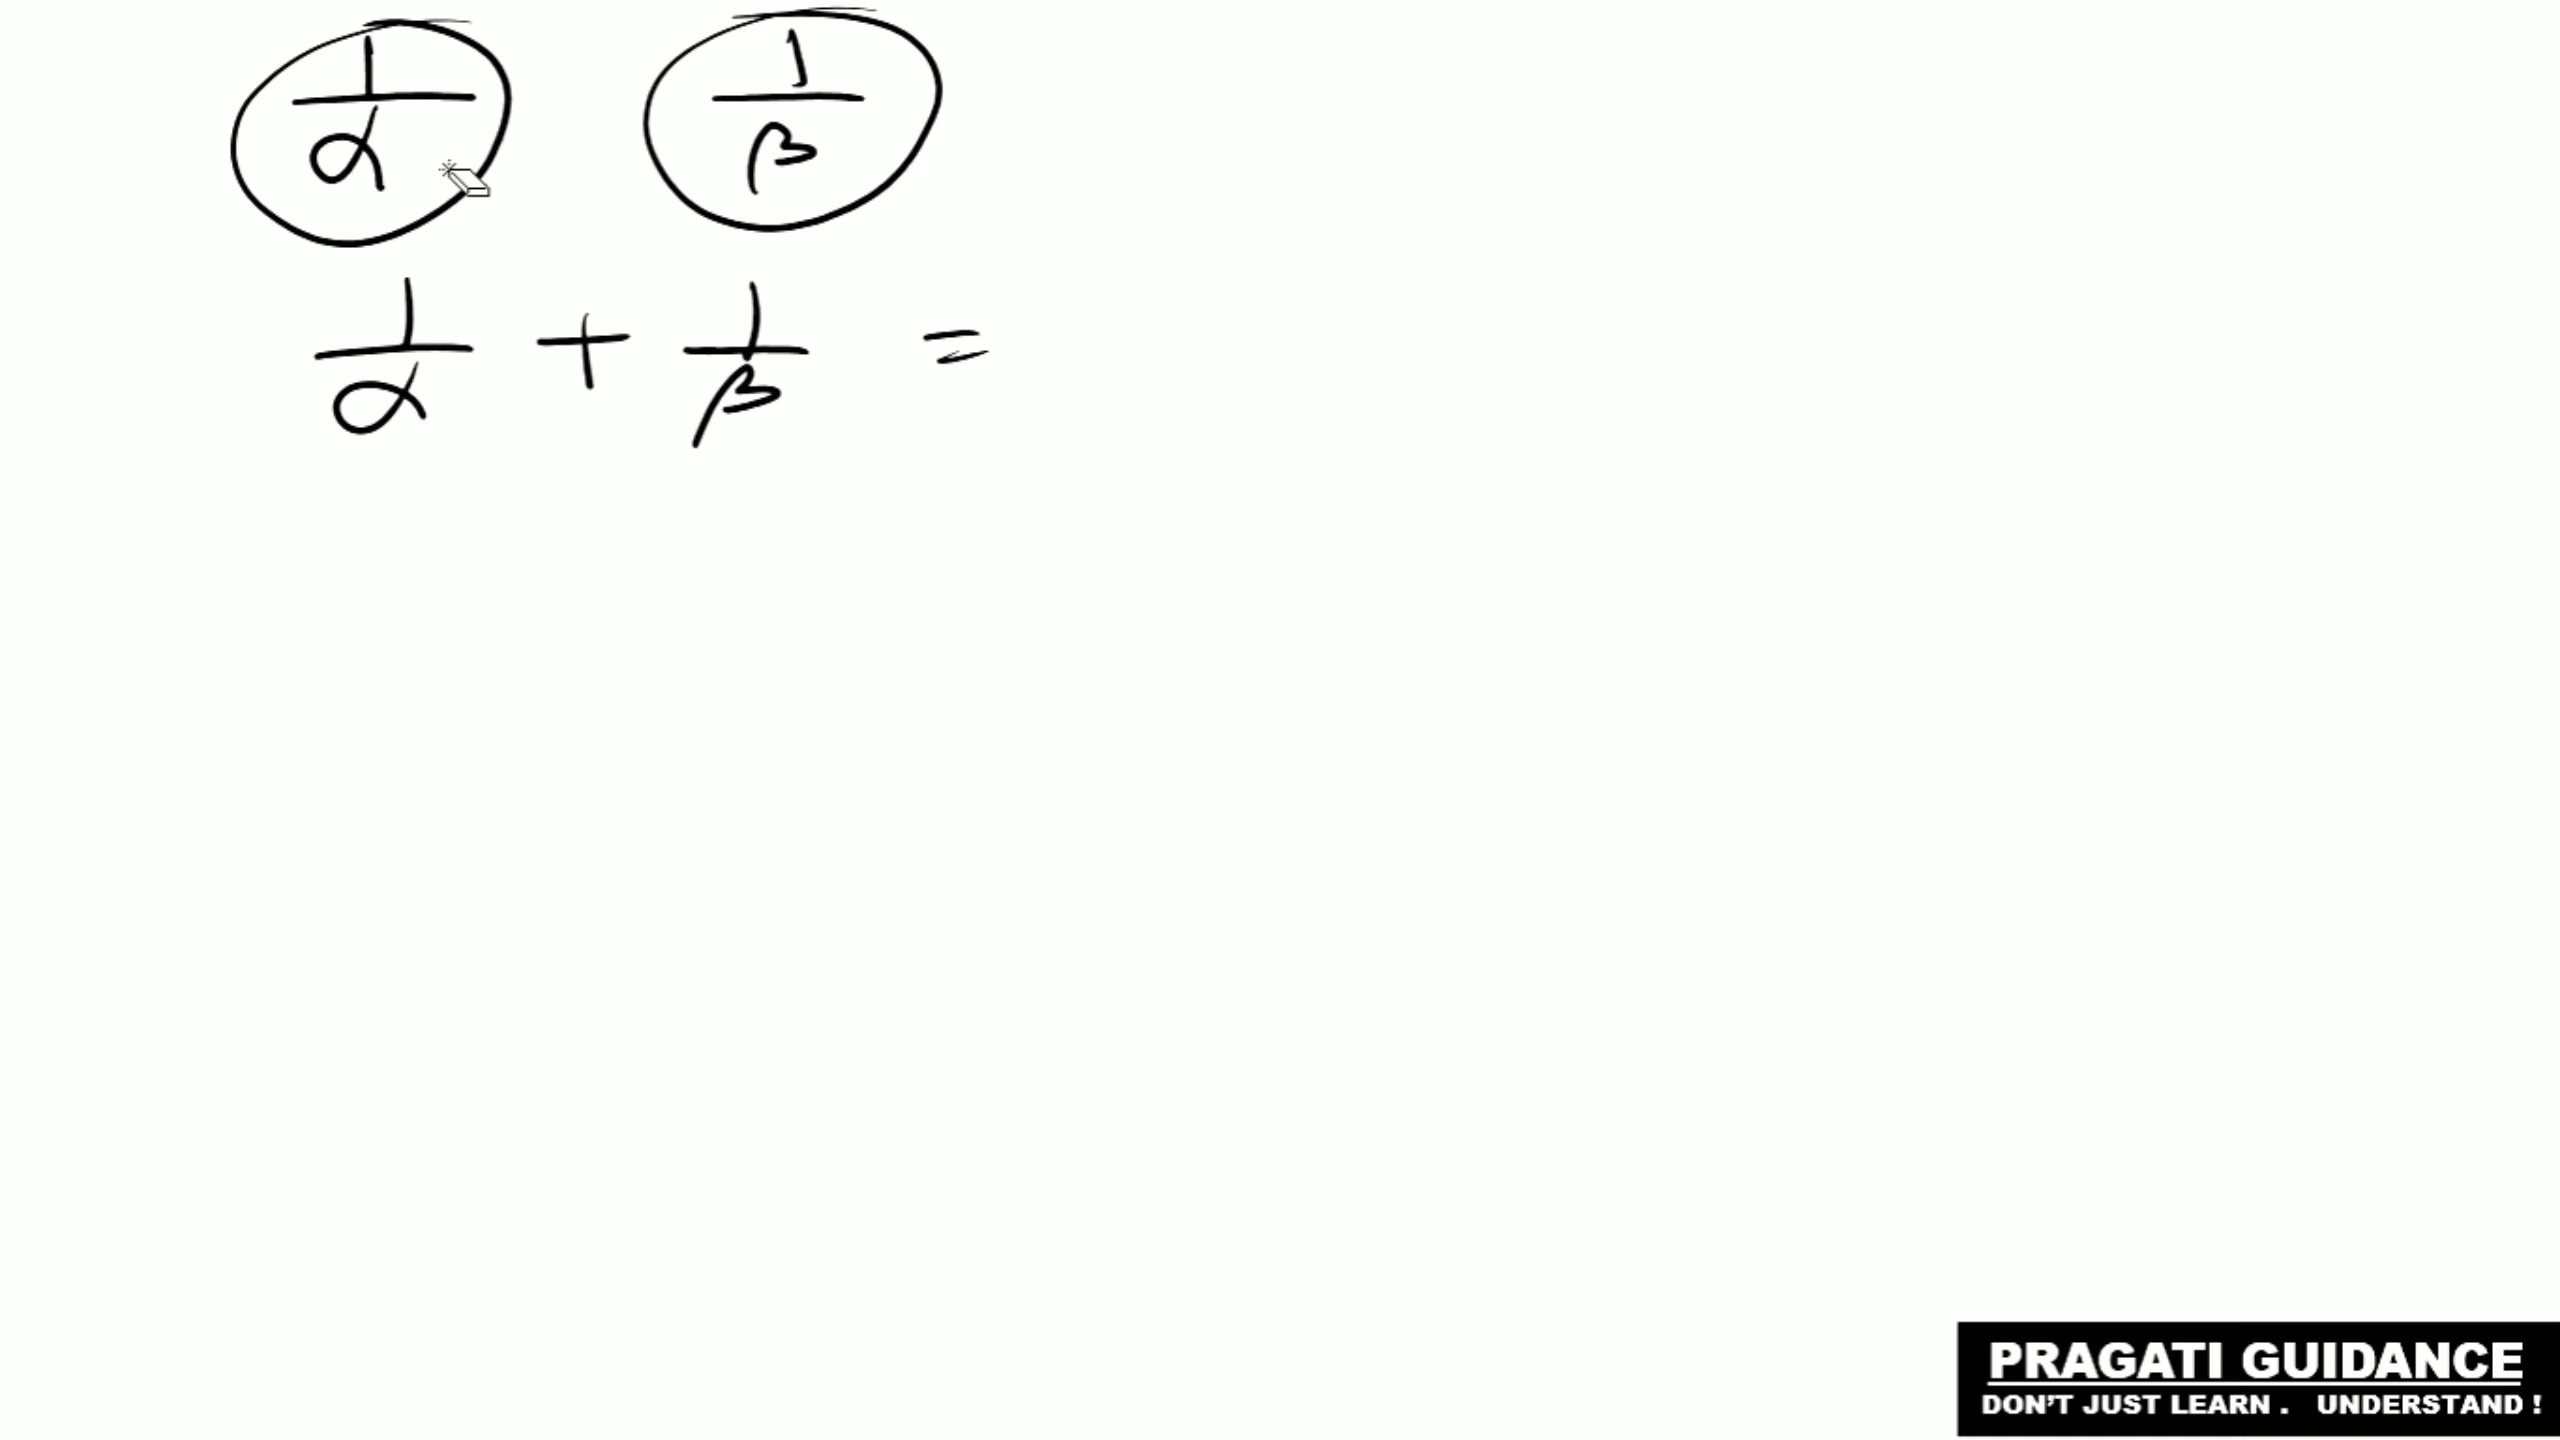 1/α 1/β
1/α + 1/β =
PRAGATI GUIDANCE
DON'T JUST LEARN . UNDERSTAND !